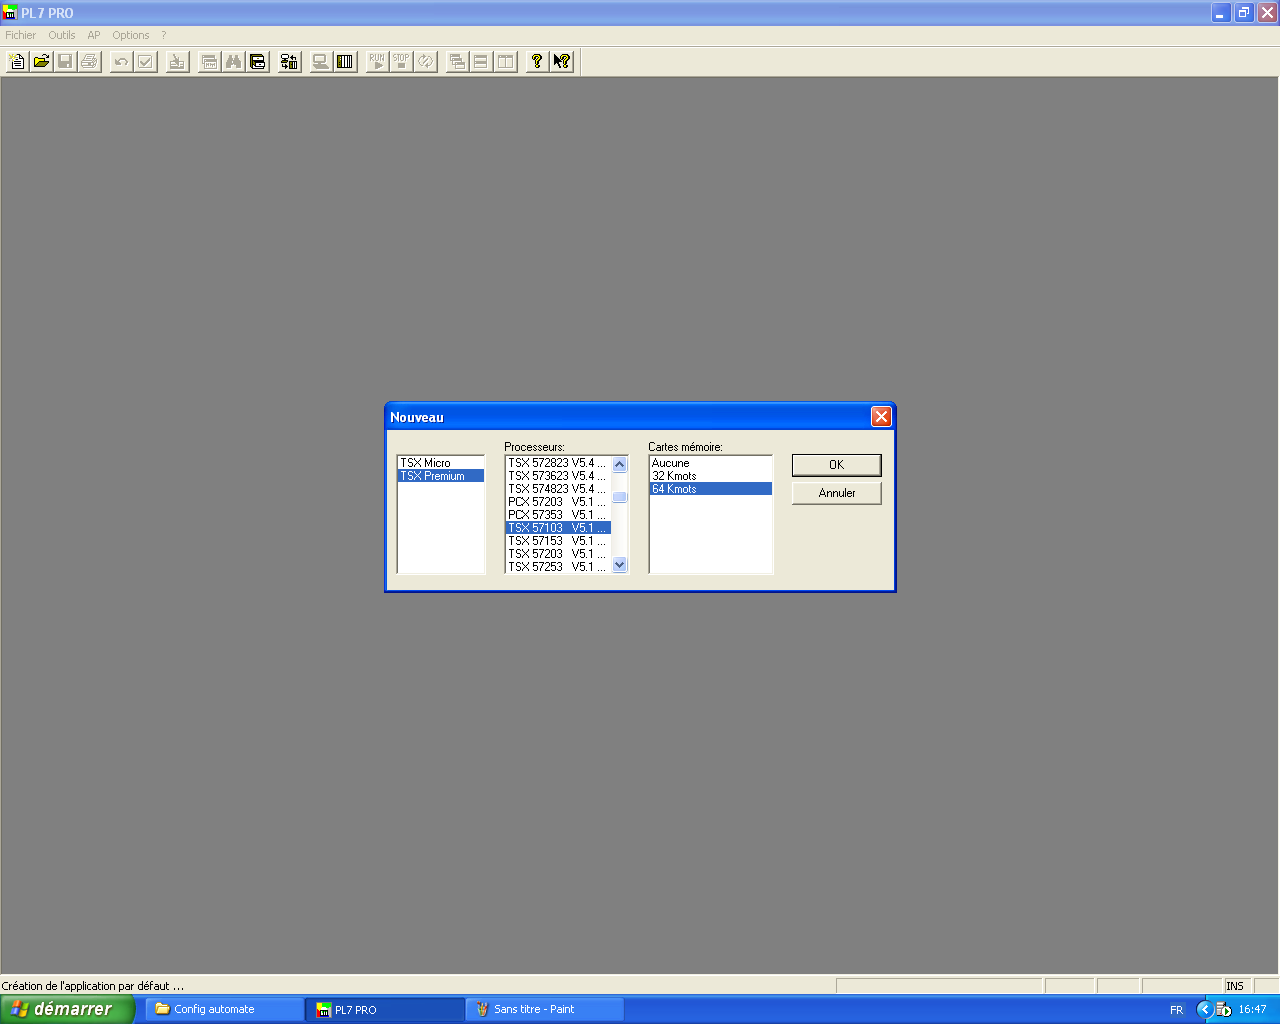 PL7 PRO
Fichier Outils AP Options ?
RUN STOP
Nouveau
Processeurs: Cartes mémoire:
TSX Micro
TSX Premium
TSX 572823 V5.4 ...
TSX 573623 V5.4 ...
TSX 574823 V5.4 ...
PCX 57203 V5.1 ...
PCX 57353 V5.1 ...
TSX 57103 V5.1 ...
TSX 57153 V5.1 ...
TSX 57203 V5.1 ...
TSX 57253 V5.1 ...
Aucune
32 Kmots
64 Kmots
OK
Annuler
Création de l'application par défaut ... INS
démarrer Config automate PL7 PRO Sans titre - Paint FR 16:47